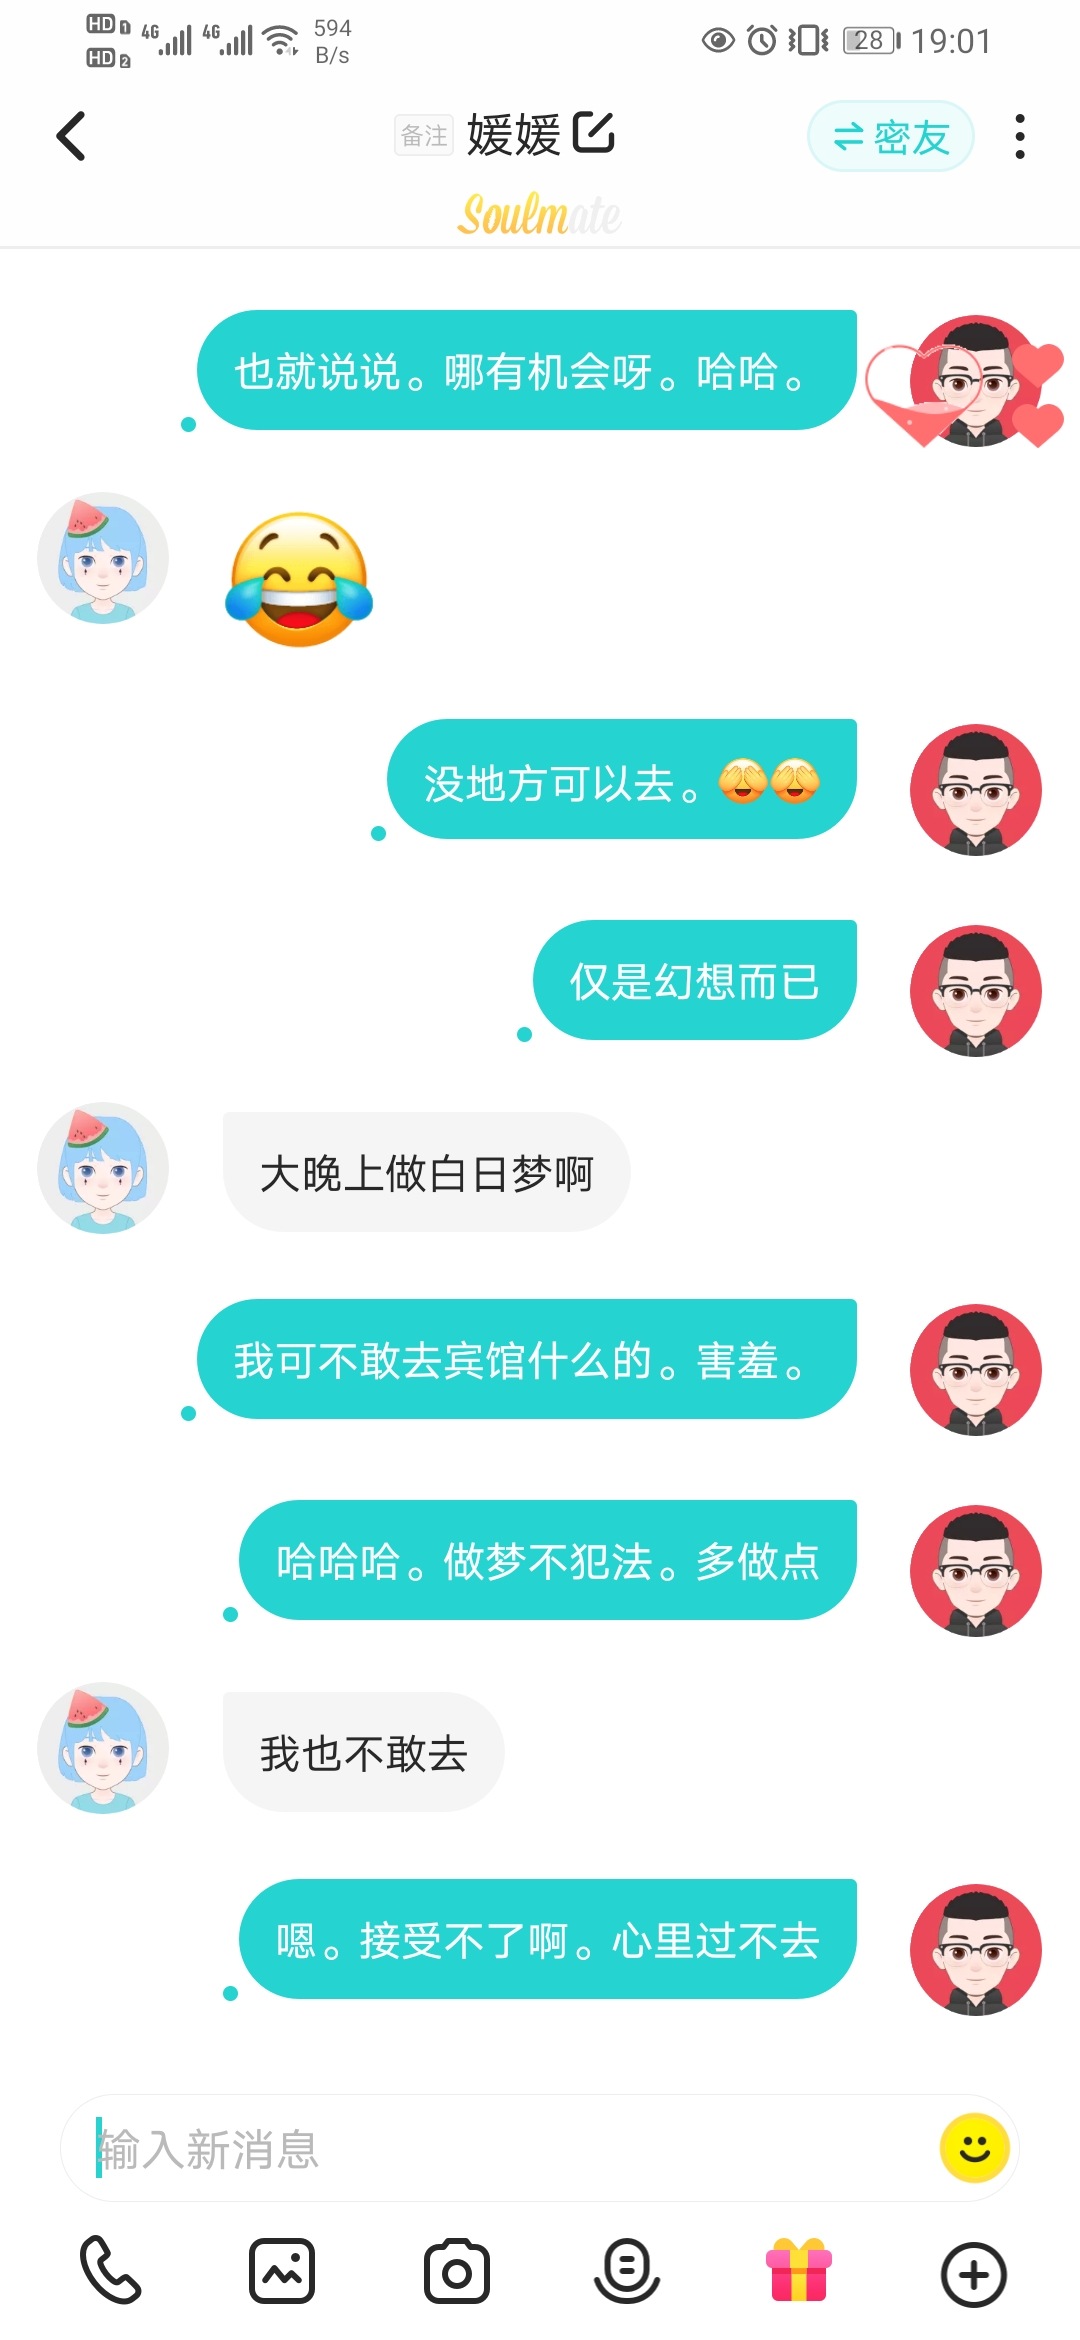 HD 1 4G 4G 594
HD 2 B/s
28 19:01
备注 媛媛 密友
Soulmate
也就说说。哪有机会呀。哈哈。
没地方可以去。🫣🫣
仅是幻想而已
大晚上做白日梦啊
我可不敢去宾馆什么的。害羞。
哈哈哈。做梦不犯法。多做点
我也不敢去
嗯。接受不了啊。心里过不去
输入新消息